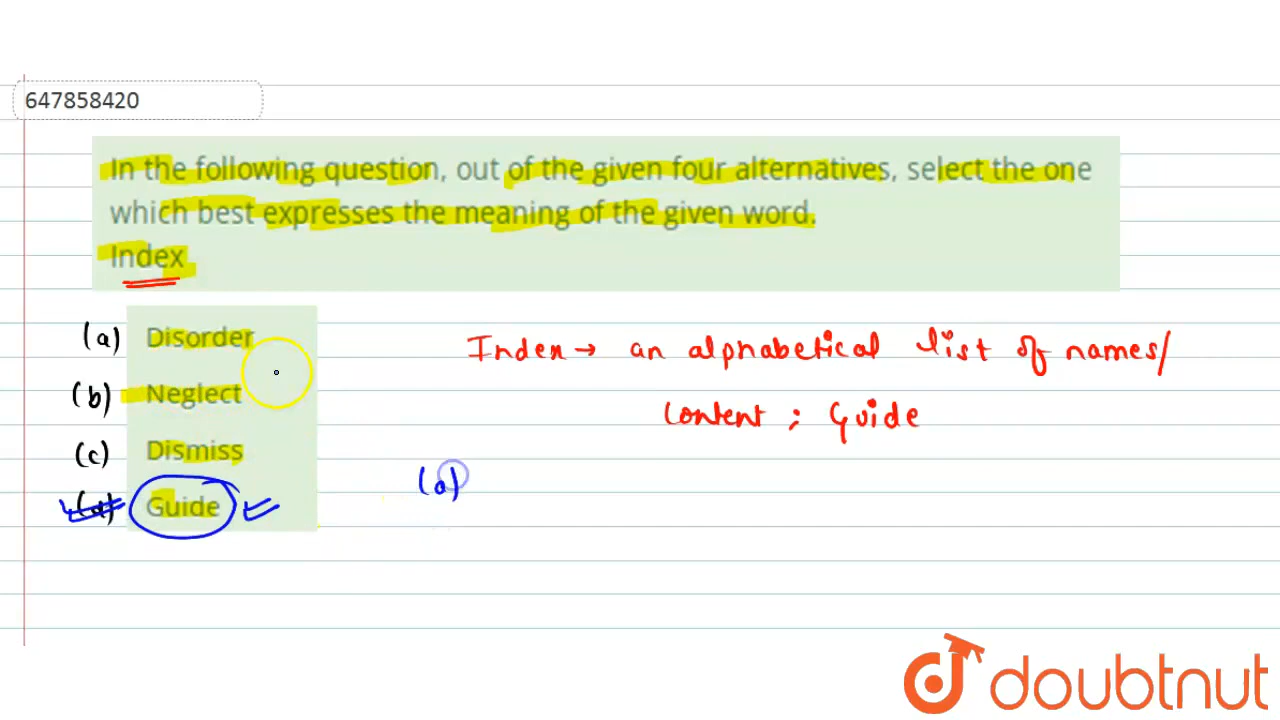 647858420
In the following question, out of the given four alternatives, select the one
which best expresses the meaning of the given word.
Index
(a) Disorder
Index → an alphabetical list of names/
(b) Neglect
content ; Guide
(c) Dismiss
(a)
(d) Guide
doubtnut